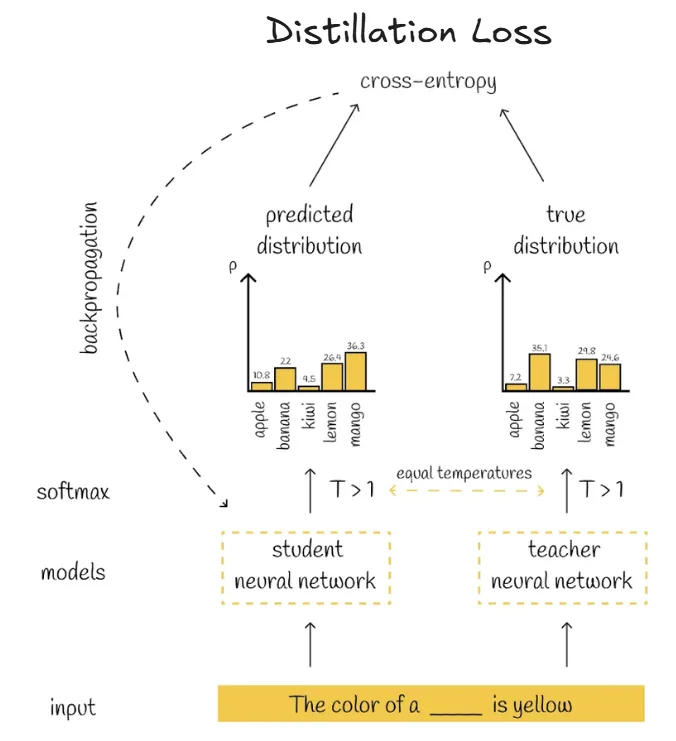 Distillation Loss
cross-entropy
backpropagation
predicted
distribution
true
distribution
ρ
10.8
22
4.5
26.4
36.3
apple
banana
kiwi
lemon
mango
ρ
7.2
35.1
3.3
29.8
24.6
apple
banana
kiwi
lemon
mango
softmax
T > 1
equal temperatures
T > 1
models
student
neural network
teacher
neural network
input
The color of a _____ is yellow